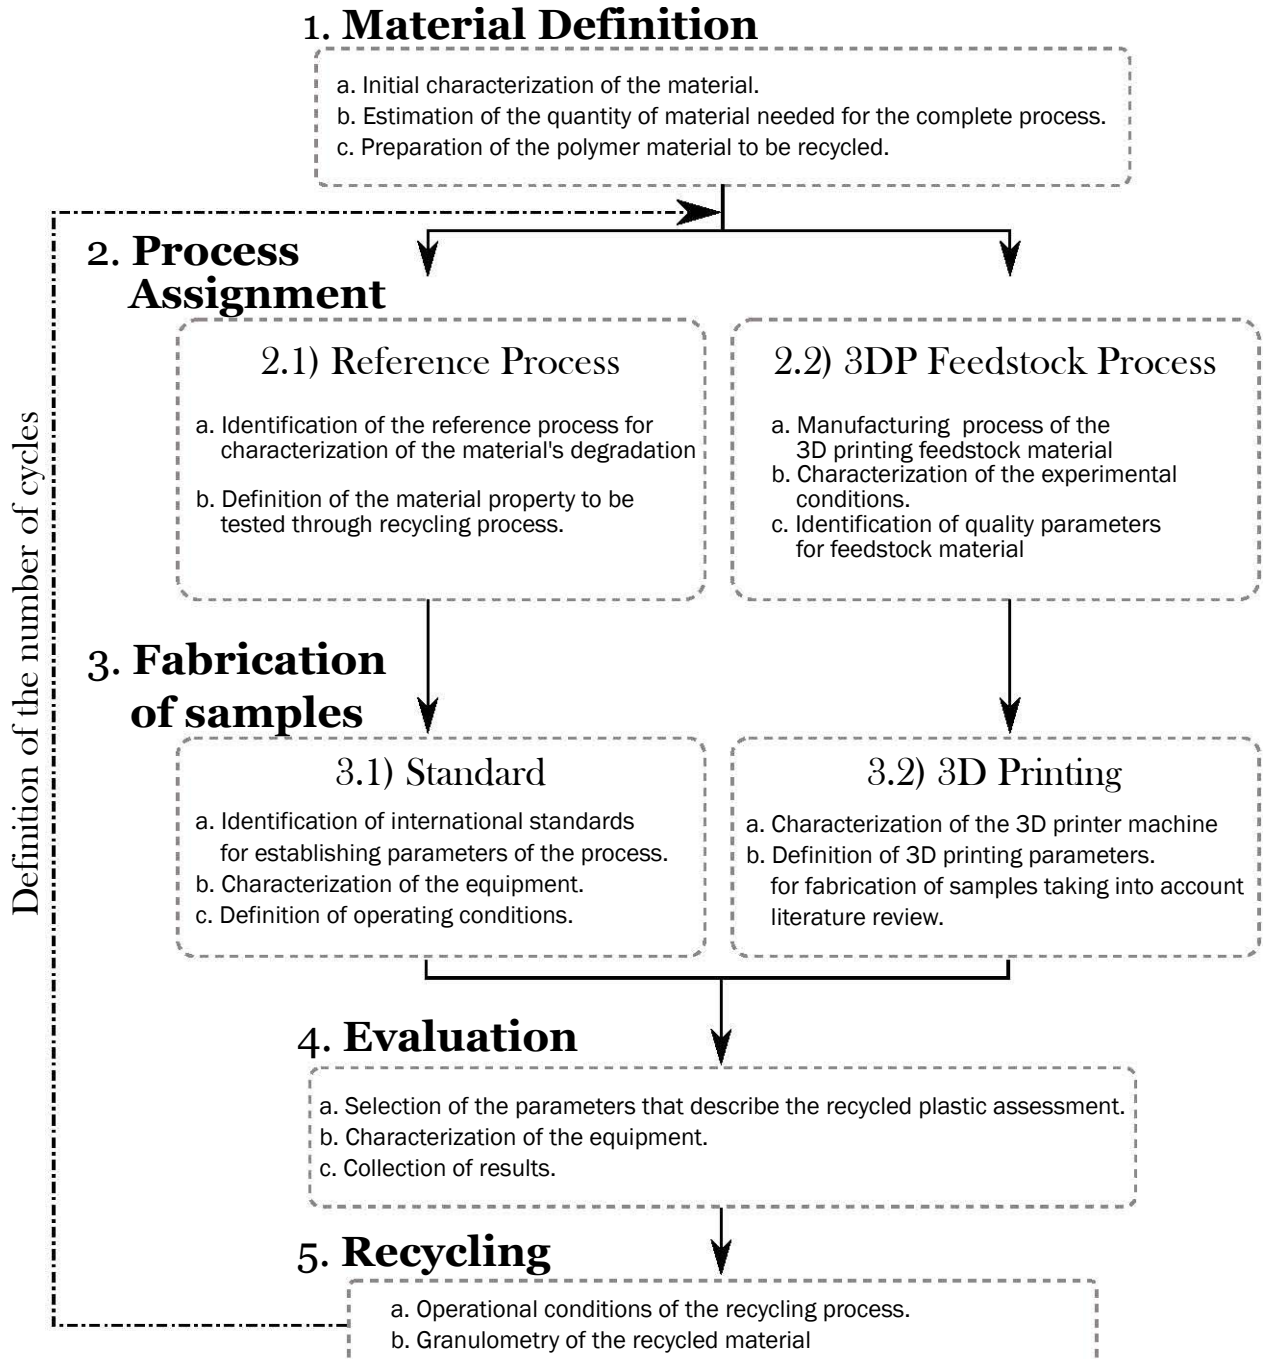 1. Material Definition
a. Initial characterization of the material.
b. Estimation of the quantity of material needed for the complete process.
c. Preparation of the polymer material to be recycled.
2. Process
Assignment
2.1) Reference Process
a. Identification of the reference process for
characterization of the material's degradation
b. Definition of the material property to be
tested through recycling process.
2.2) 3DP Feedstock Process
a. Manufacturing process of the
3D printing feedstock material
b. Characterization of the experimental
conditions.
c. Identification of quality parameters
for feedstock material
Definition of the number of cycles
3. Fabrication
of samples
3.1) Standard
a. Identification of international standards
for establishing parameters of the process.
b. Characterization of the equipment.
c. Definition of operating conditions.
3.2) 3D Printing
a. Characterization of the 3D printer machine
b. Definition of 3D printing parameters.
for fabrication of samples taking into account
literature review.
4. Evaluation
a. Selection of the parameters that describe the recycled plastic assessment.
b. Characterization of the equipment.
c. Collection of results.
5. Recycling
a. Operational conditions of the recycling process.
b. Granulometry of the recycled material